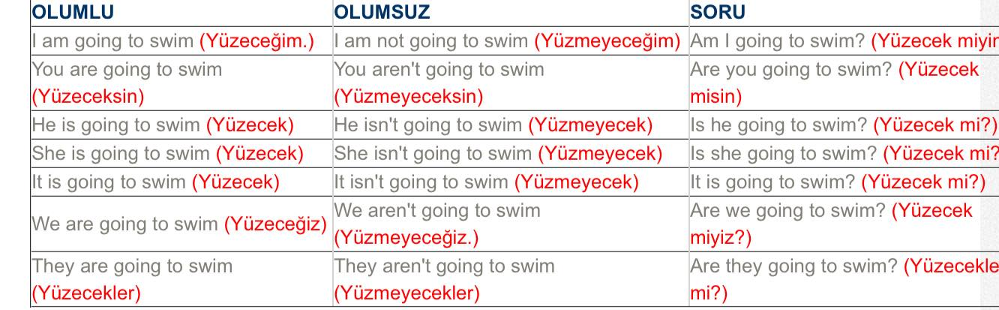 OLUMLU OLUMSUZ SORU
I am going to swim (Yüzeceğim.) I am not going to swim (Yüzmeyeceğim) Am I going to swim? (Yüzecek
You are going to swim
(Yüzeceksin)
You aren't going to swim
(Yüzmeyeceksin)
Are you going to swim? (Yüzecek
misin)
He is going to swim (Yüzecek) He isn't going to swim (Yüzmeyecek) Is he going to swim? (Yüzecek mi?)
She is going to swim (Yüzecek) She isn't going to swim (Yüzmeyecek) Is she going to swim? (Yüzecek mi?
It is going to swim (Yüzecek) It isn't going to swim (Yüzmeyecek) It is going to swim? (Yüzecek mi?)
We are going to swim (Yüzeceğiz)
We aren't going to swim
(Yüzmeyeceğiz.)
Are we going to swim? (Yüzecek
miyiz?)
They are going to swim
(Yüzecekler)
They aren't going to swim
(Yüzmeyecekler)
Are they going to swim?
mi?)